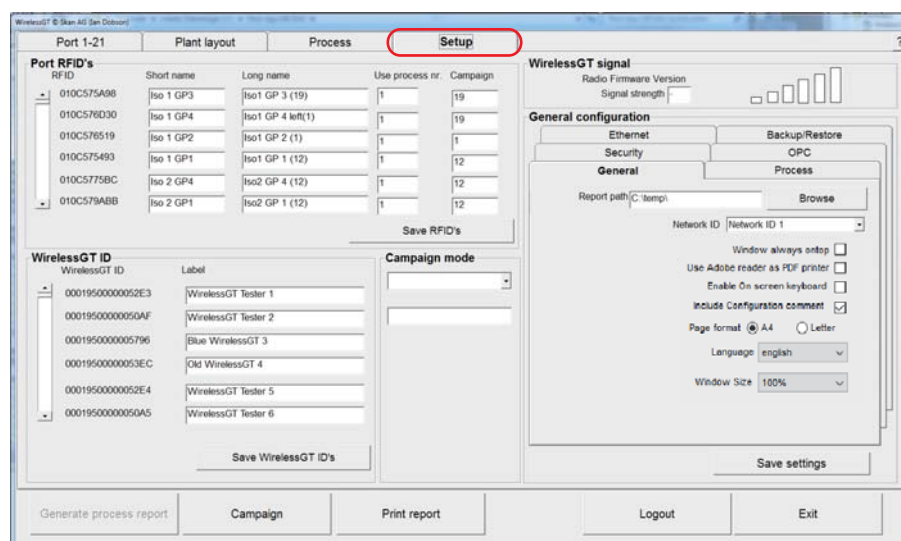 WirelessGT © Skan AG (Jan Dobson)
Port 1-21 Plant layout Process Setup ?
Port RFID's
RFID Short name Long name Use process nr. Campaign
010C575A98 Iso 1 GP3 Iso1 GP 3 (19) 1 19
010C576D30 Iso 1 GP4 Iso1 GP 4 left(1) 1 19
010C576519 Iso 1 GP2 Iso1 GP 2 (1) 1 1
010C575493 Iso 1 GP1 Iso1 GP 1 (12) 1 12
010C5775BC Iso 2 GP4 Iso2 GP 4 (12) 1 12
010C579ABB Iso 2 GP1 Iso2 GP 1 (12) 1 12
Save RFID's
WirelessGT ID
WirelessGT ID Label
00019500000052E3 WirelessGT Tester 1
00019500000050AF WirelessGT Tester 2
0001950000005796 Blue WirelessGT 3
00019500000053EC Old WirelessGT 4
00019500000052E4 WirelessGT Tester 5
00019500000050A5 WirelessGT Tester 6
Save WirelessGT ID's
Campaign mode
WirelessGT signal
Radio Firmware Version
Signal strength -
General configuration
Ethernet Backup/Restore
Security OPC
General Process
Report path C:\temp\ Browse
Network ID Network ID 1
Window always ontop
Use Adobe reader as PDF printer
Enable On screen keyboard
Include Configuration comment
Page format A4 Letter
Language english
Window Size 100%
Save settings
Generate process report Campaign Print report Logout Exit